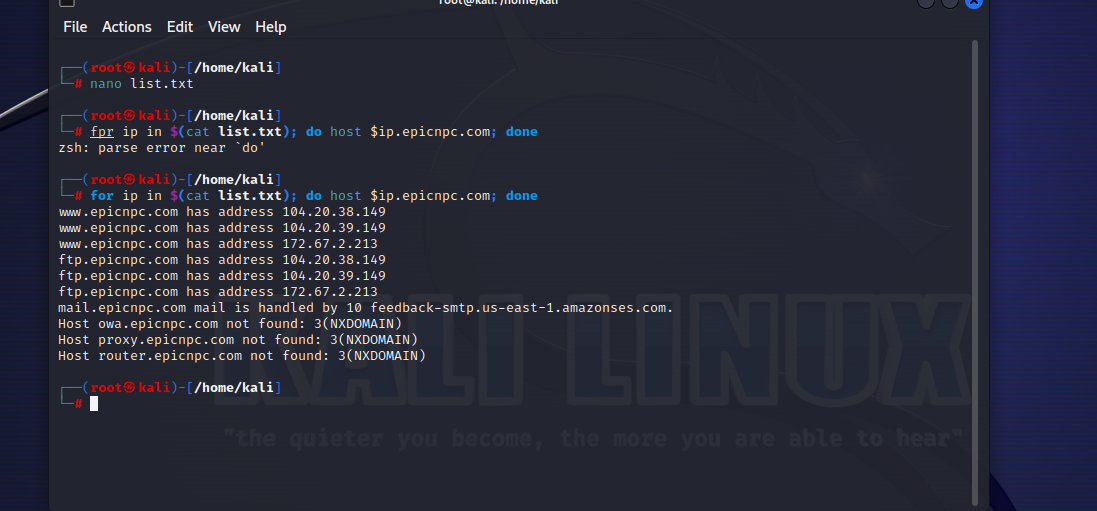 root@kali: /home/kali
File Actions Edit View Help
┌──(root㉿kali)-[/home/kali]
└─# nano list.txt
┌──(root㉿kali)-[/home/kali]
└─# fpr ip in $(cat list.txt); do host $ip.epicnpc.com; done
zsh: parse error near `do'
┌──(root㉿kali)-[/home/kali]
└─# for ip in $(cat list.txt); do host $ip.epicnpc.com; done
www.epicnpc.com has address 104.20.38.149
www.epicnpc.com has address 104.20.39.149
www.epicnpc.com has address 172.67.2.213
ftp.epicnpc.com has address 104.20.38.149
ftp.epicnpc.com has address 104.20.39.149
ftp.epicnpc.com has address 172.67.2.213
mail.epicnpc.com mail is handled by 10 feedback-smtp.us-east-1.amazonses.com.
Host owa.epicnpc.com not found: 3(NXDOMAIN)
Host proxy.epicnpc.com not found: 3(NXDOMAIN)
Host router.epicnpc.com not found: 3(NXDOMAIN)
┌──(root㉿kali)-[/home/kali]
└─#
KALI LINUX
"the quieter you become, the more you are able to hear"